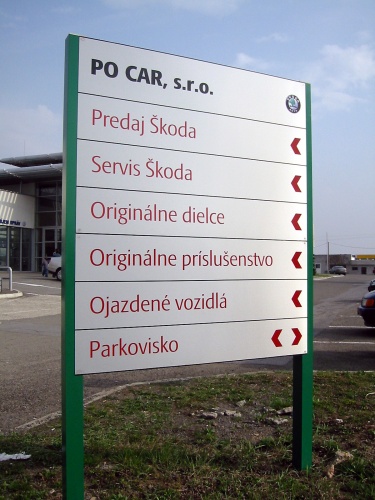 PO CAR, s.r.o.
Predaj Škoda
Servis Škoda
Originálne dielce
Originálne príslušenstvo
Ojazdené vozidlá
Parkovisko